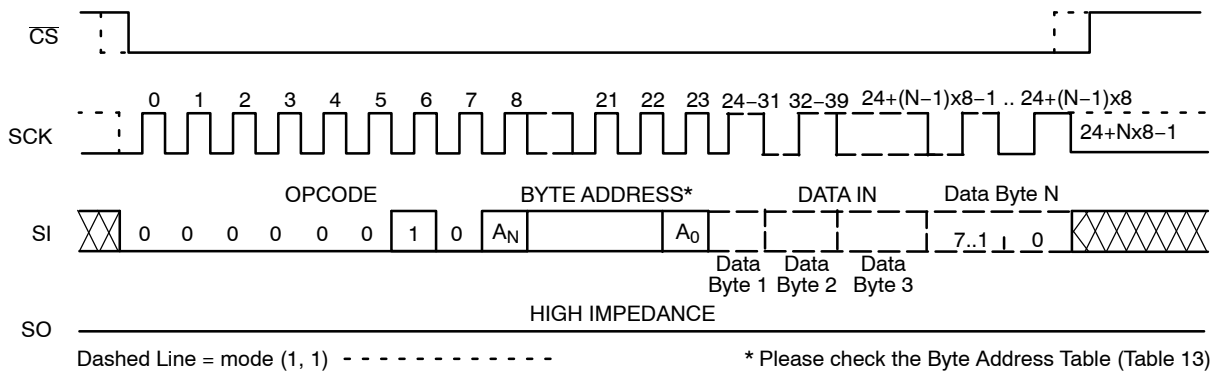 CS
0 1 2 3 4 5 6 7 8 21 22 23 24−31 32−39 24+(N−1)x8−1 .. 24+(N−1)x8
SCK
24+Nx8−1
OPCODE BYTE ADDRESS* DATA IN Data Byte N
SI
0 0 0 0 0 0 1 0 AN A0 7..1 0
Data Byte 1
Data Byte 2
Data Byte 3
HIGH IMPEDANCE
SO
Dashed Line = mode (1, 1)
* Please check the Byte Address Table (Table 13)